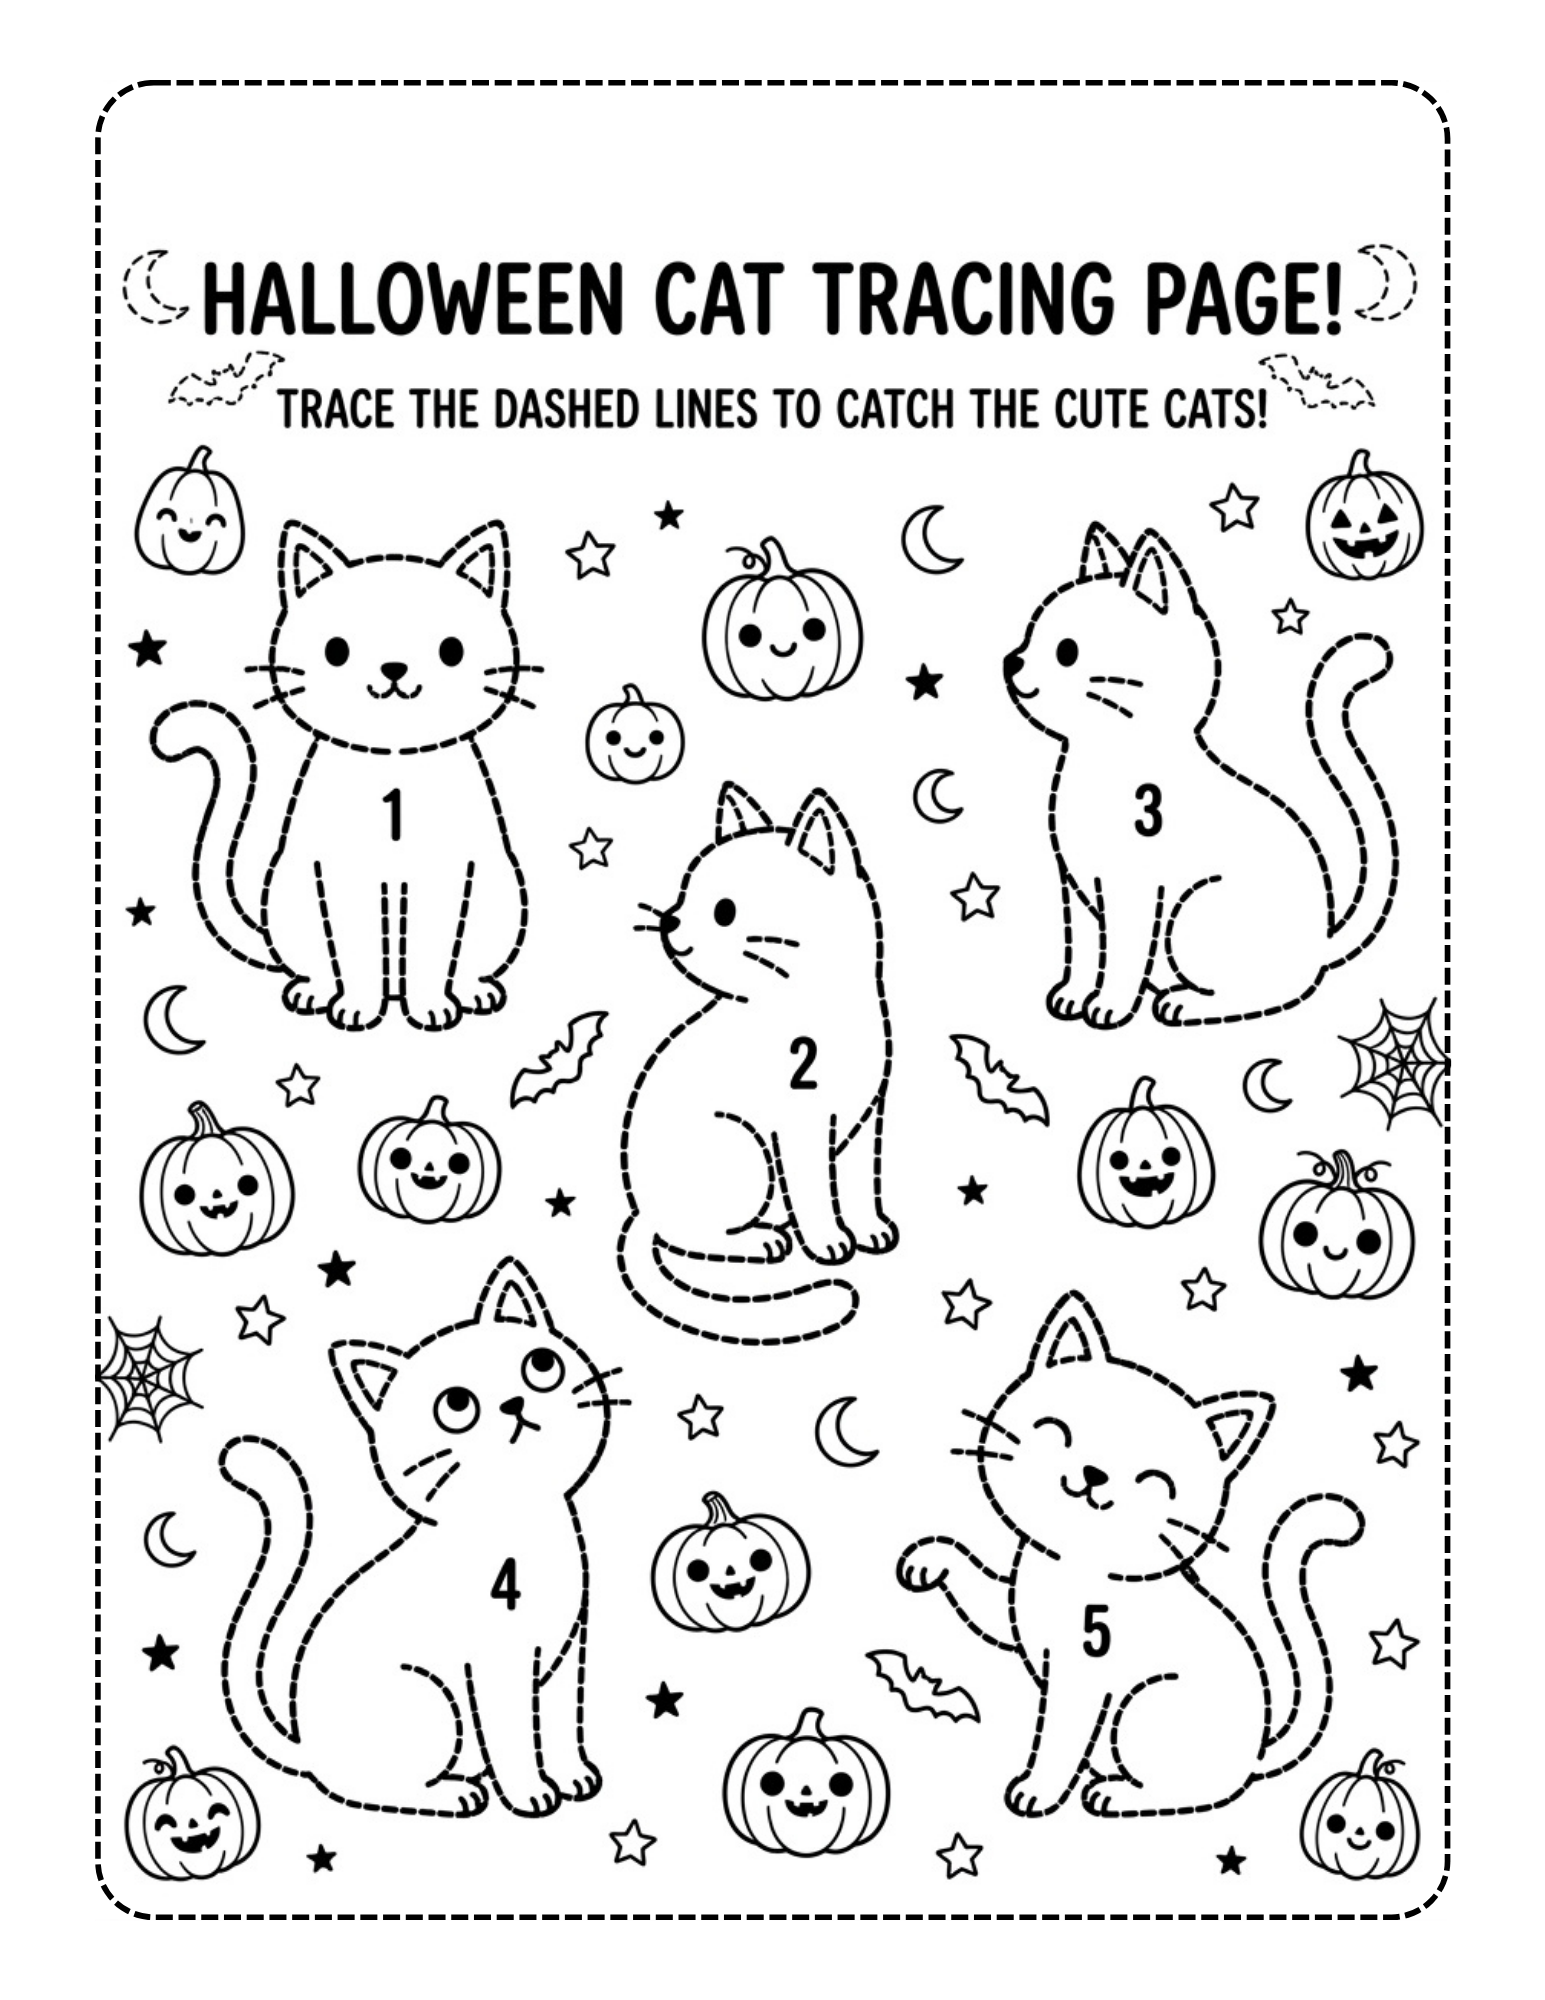 HALLOWEEN CAT TRACING PAGE!
TRACE THE DASHED LINES TO CATCH THE CUTE CATS!
1
3
2
4
5